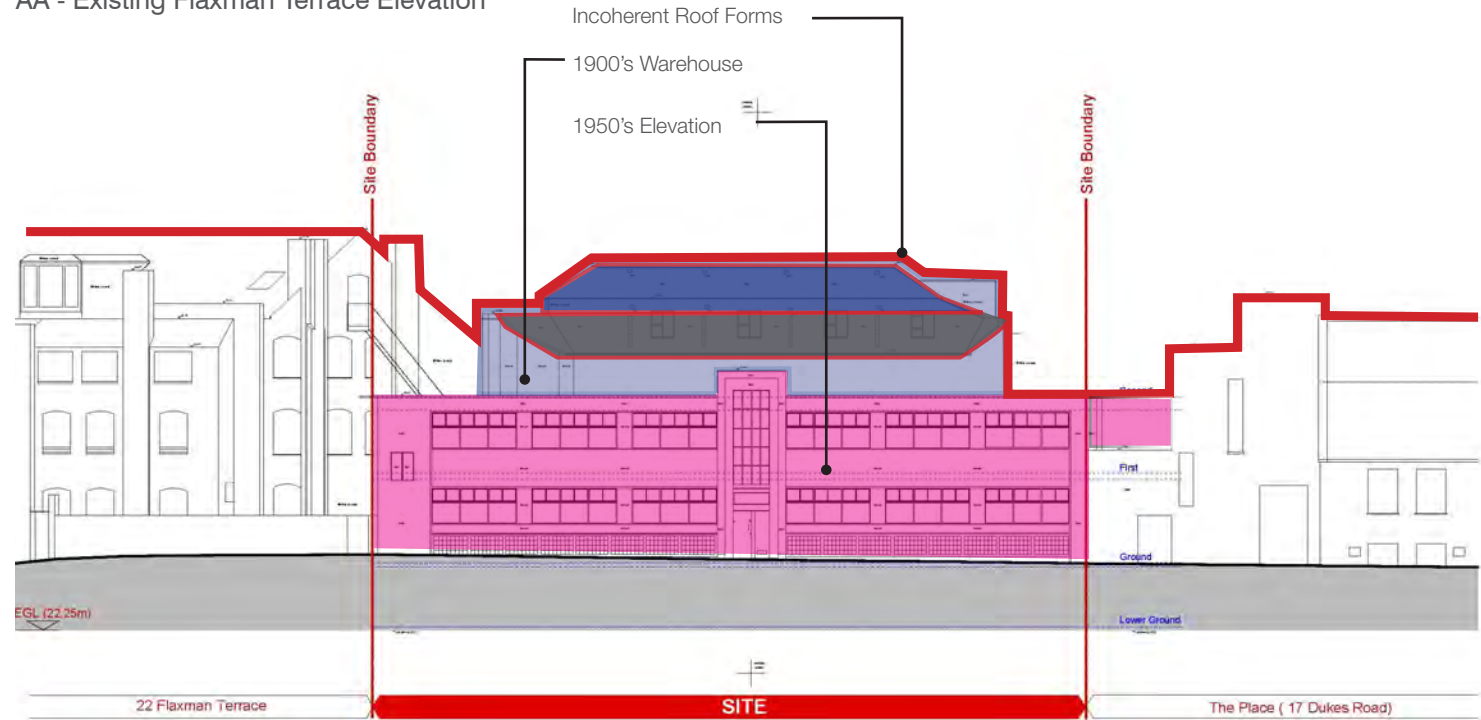 AA - Existing Flaxman Terrace Elevation
Incoherent Roof Forms
1900's Warehouse
1950's Elevation
Site Boundary
Site Boundary
First
Ground
EGL (22.25m)
Lower Ground
22 Flaxman Terrace
SITE
The Place ( 17 Dukes Road)